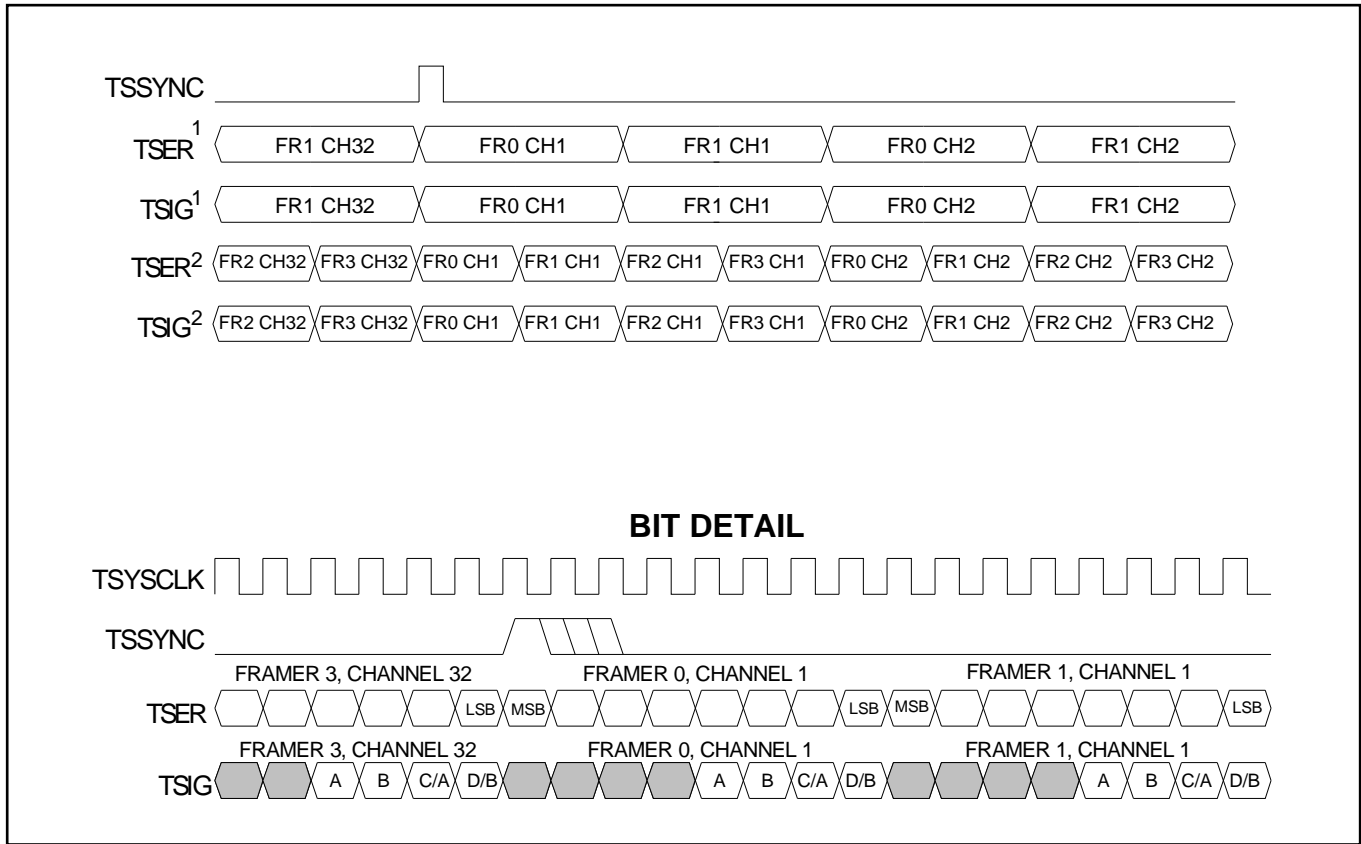 TSSYNC
TSER1 FR1 CH32 FR0 CH1 FR1 CH1 FR0 CH2 FR1 CH2
TSIG1 FR1 CH32 FR0 CH1 FR1 CH1 FR0 CH2 FR1 CH2
TSER2 FR2 CH32 FR3 CH32 FR0 CH1 FR1 CH1 FR2 CH1 FR3 CH1 FR0 CH2 FR1 CH2 FR2 CH2 FR3 CH2
TSIG2 FR2 CH32 FR3 CH32 FR0 CH1 FR1 CH1 FR2 CH1 FR3 CH1 FR0 CH2 FR1 CH2 FR2 CH2 FR3 CH2
BIT DETAIL
TSYSCLK
TSSYNC
FRAMER 3, CHANNEL 32 FRAMER 0, CHANNEL 1 FRAMER 1, CHANNEL 1
TSER LSB MSB LSB MSB LSB
FRAMER 3, CHANNEL 32 FRAMER 0, CHANNEL 1 FRAMER 1, CHANNEL 1
TSIG A B C/A D/B A B C/A D/B A B C/A D/B